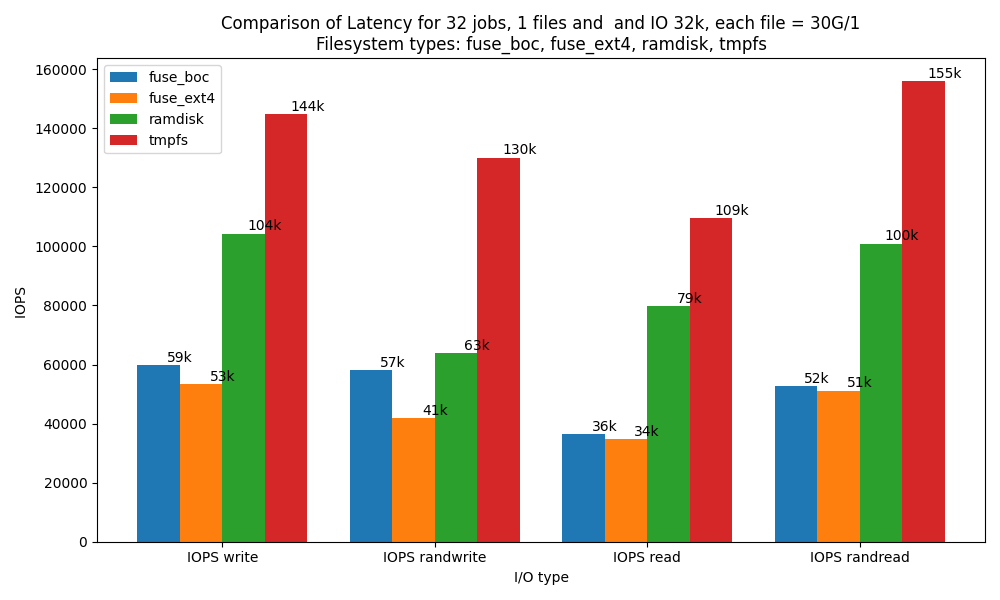 Comparison of Latency for 32 jobs, 1 files and  and IO 32k, each file = 30G/1
Filesystem types: fuse_boc, fuse_ext4, ramdisk, tmpfs
fuse_boc
fuse_ext4
ramdisk
tmpfs
IOPS
160000
140000
120000
100000
80000
60000
40000
20000
0
59k
53k
104k
144k
57k
41k
63k
130k
36k
34k
79k
109k
52k
51k
100k
155k
IOPS write
IOPS randwrite
IOPS read
IOPS randread
I/O type